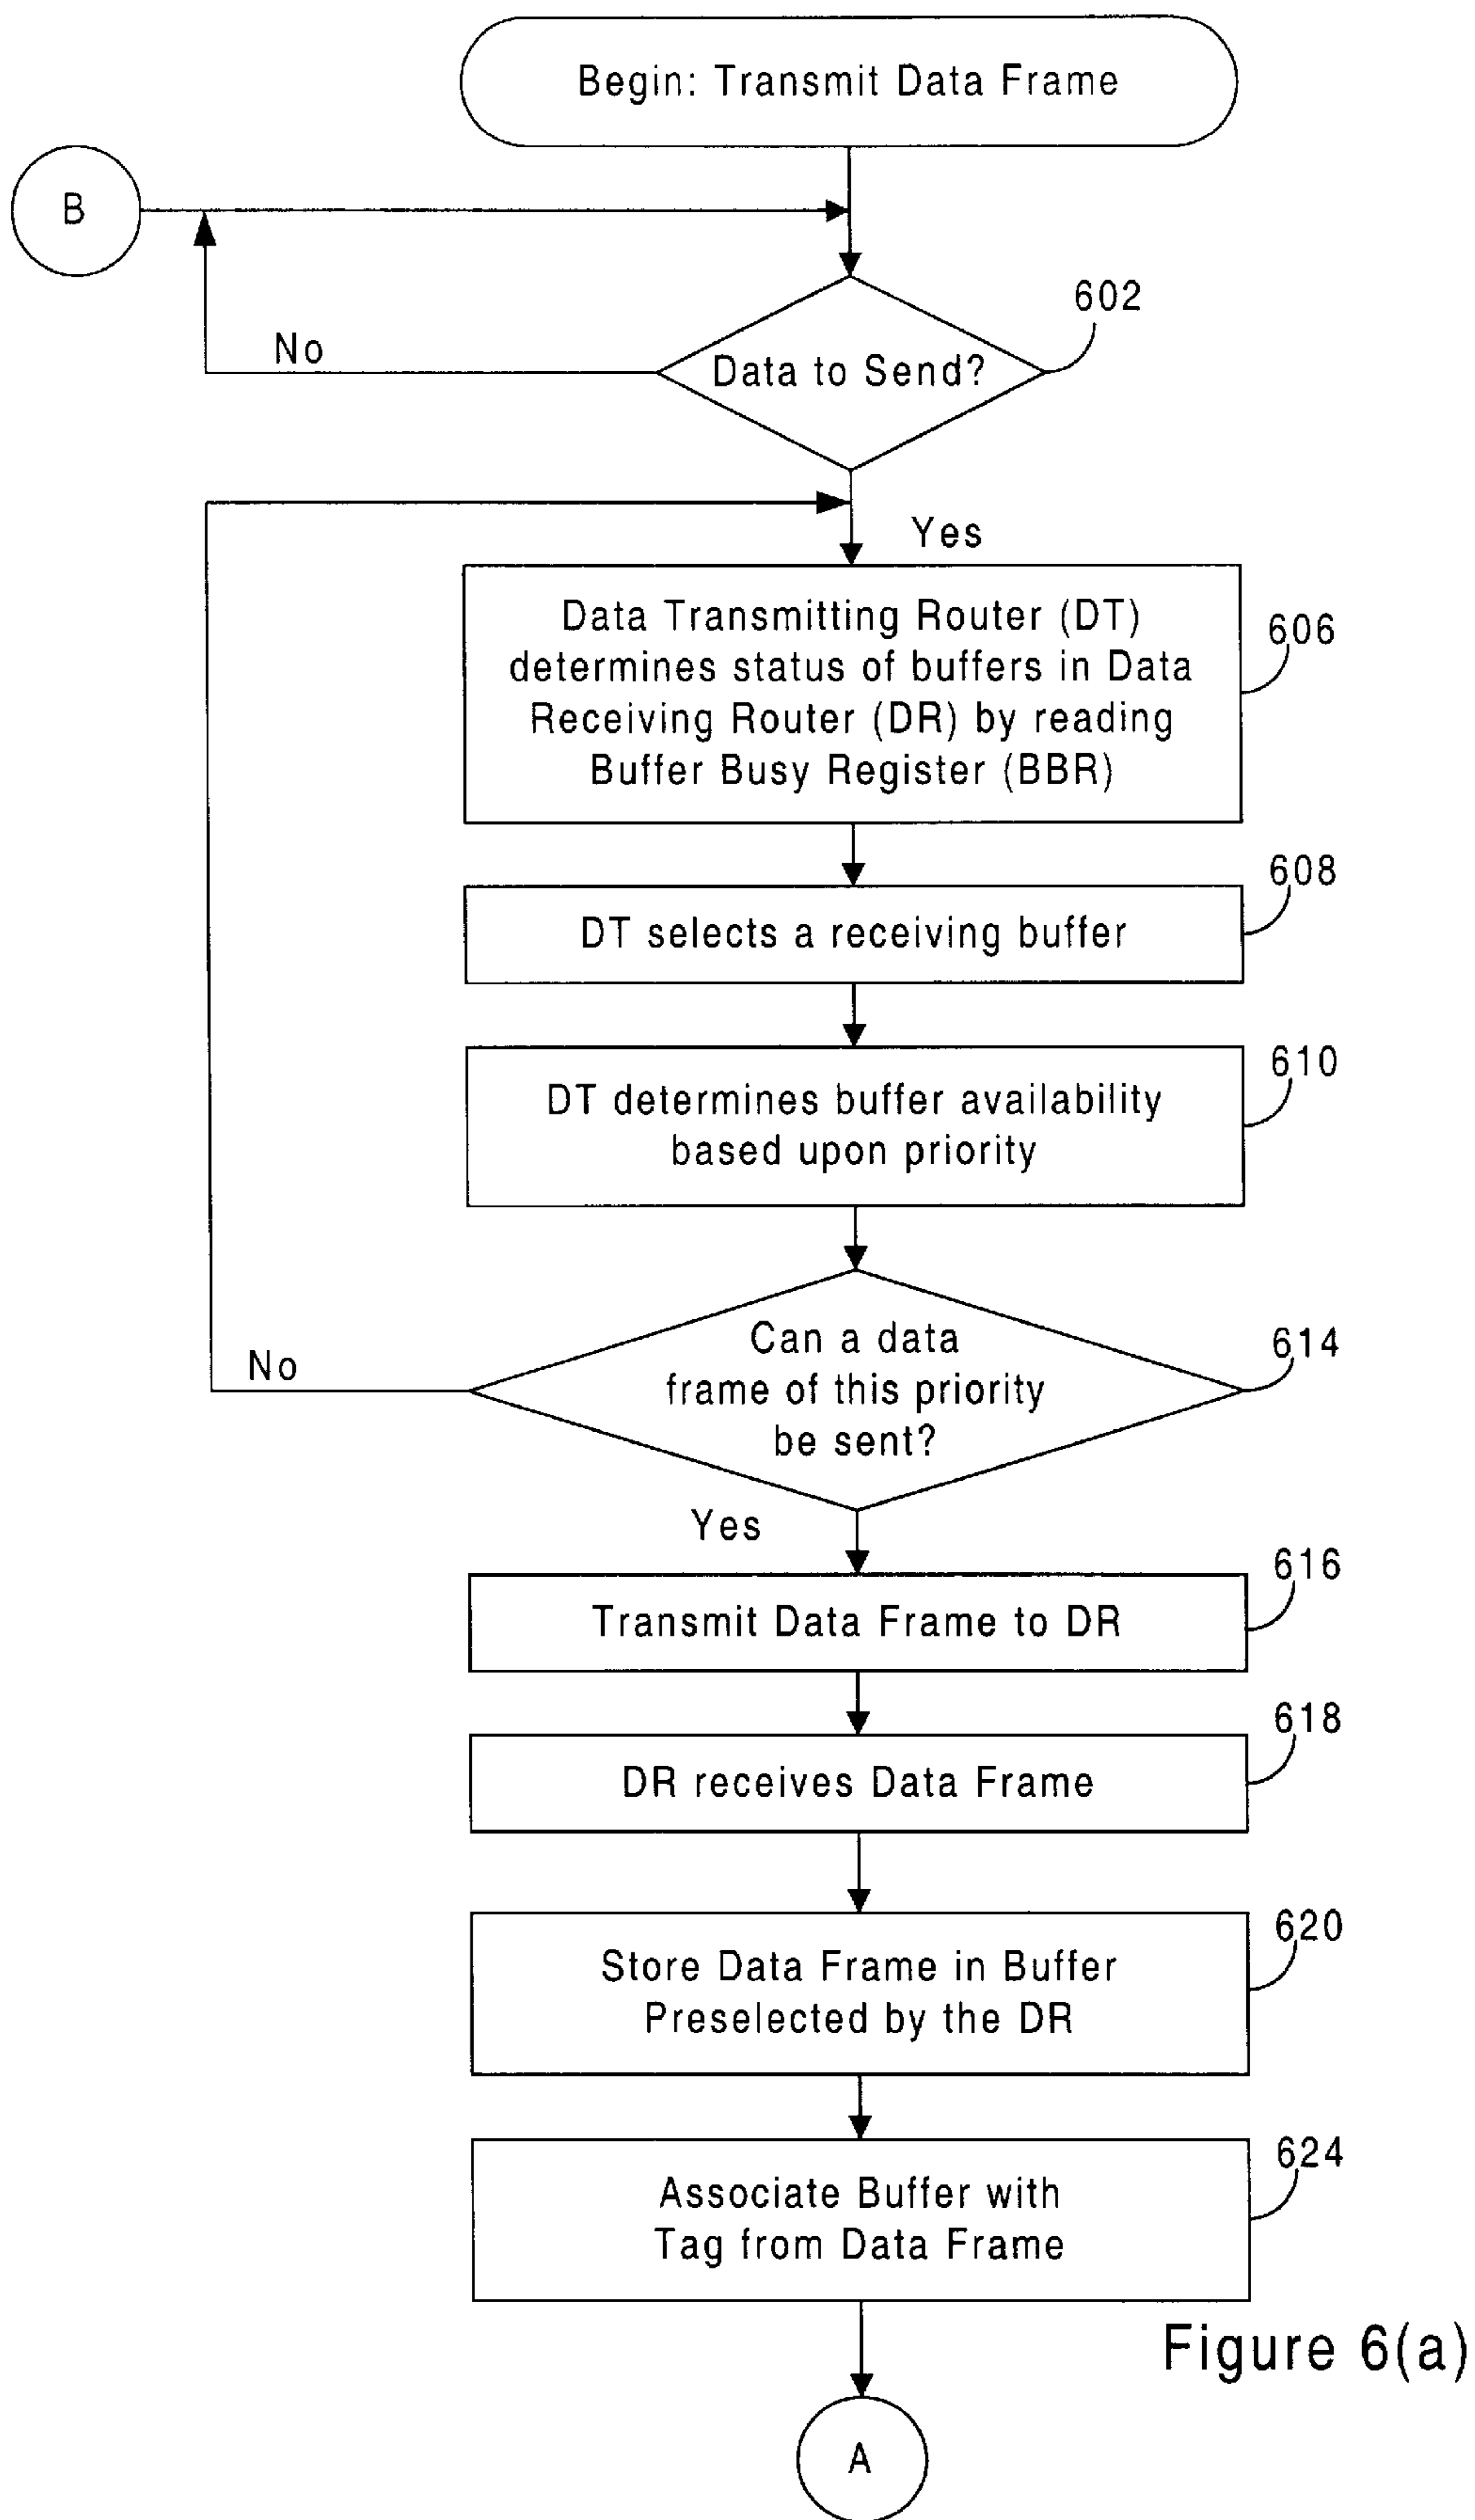 Begin: Transmit Data Frame
B
602
No
Data to Send?
Yes
Data Transmitting Router (DT)
determines status of buffers in Data
Receiving Router (DR) by reading
Buffer Busy Register (BBR)
606
608
DT selects a receiving buffer
610
DT determines buffer availability
based upon priority
Can a data
frame of this priority
be sent?
614
No
Yes
616
Transmit Data Frame to DR
618
DR receives Data Frame
620
Store Data Frame in Buffer
Preselected by the DR
624
Associate Buffer with
Tag from Data Frame
Figure 6(a)
A